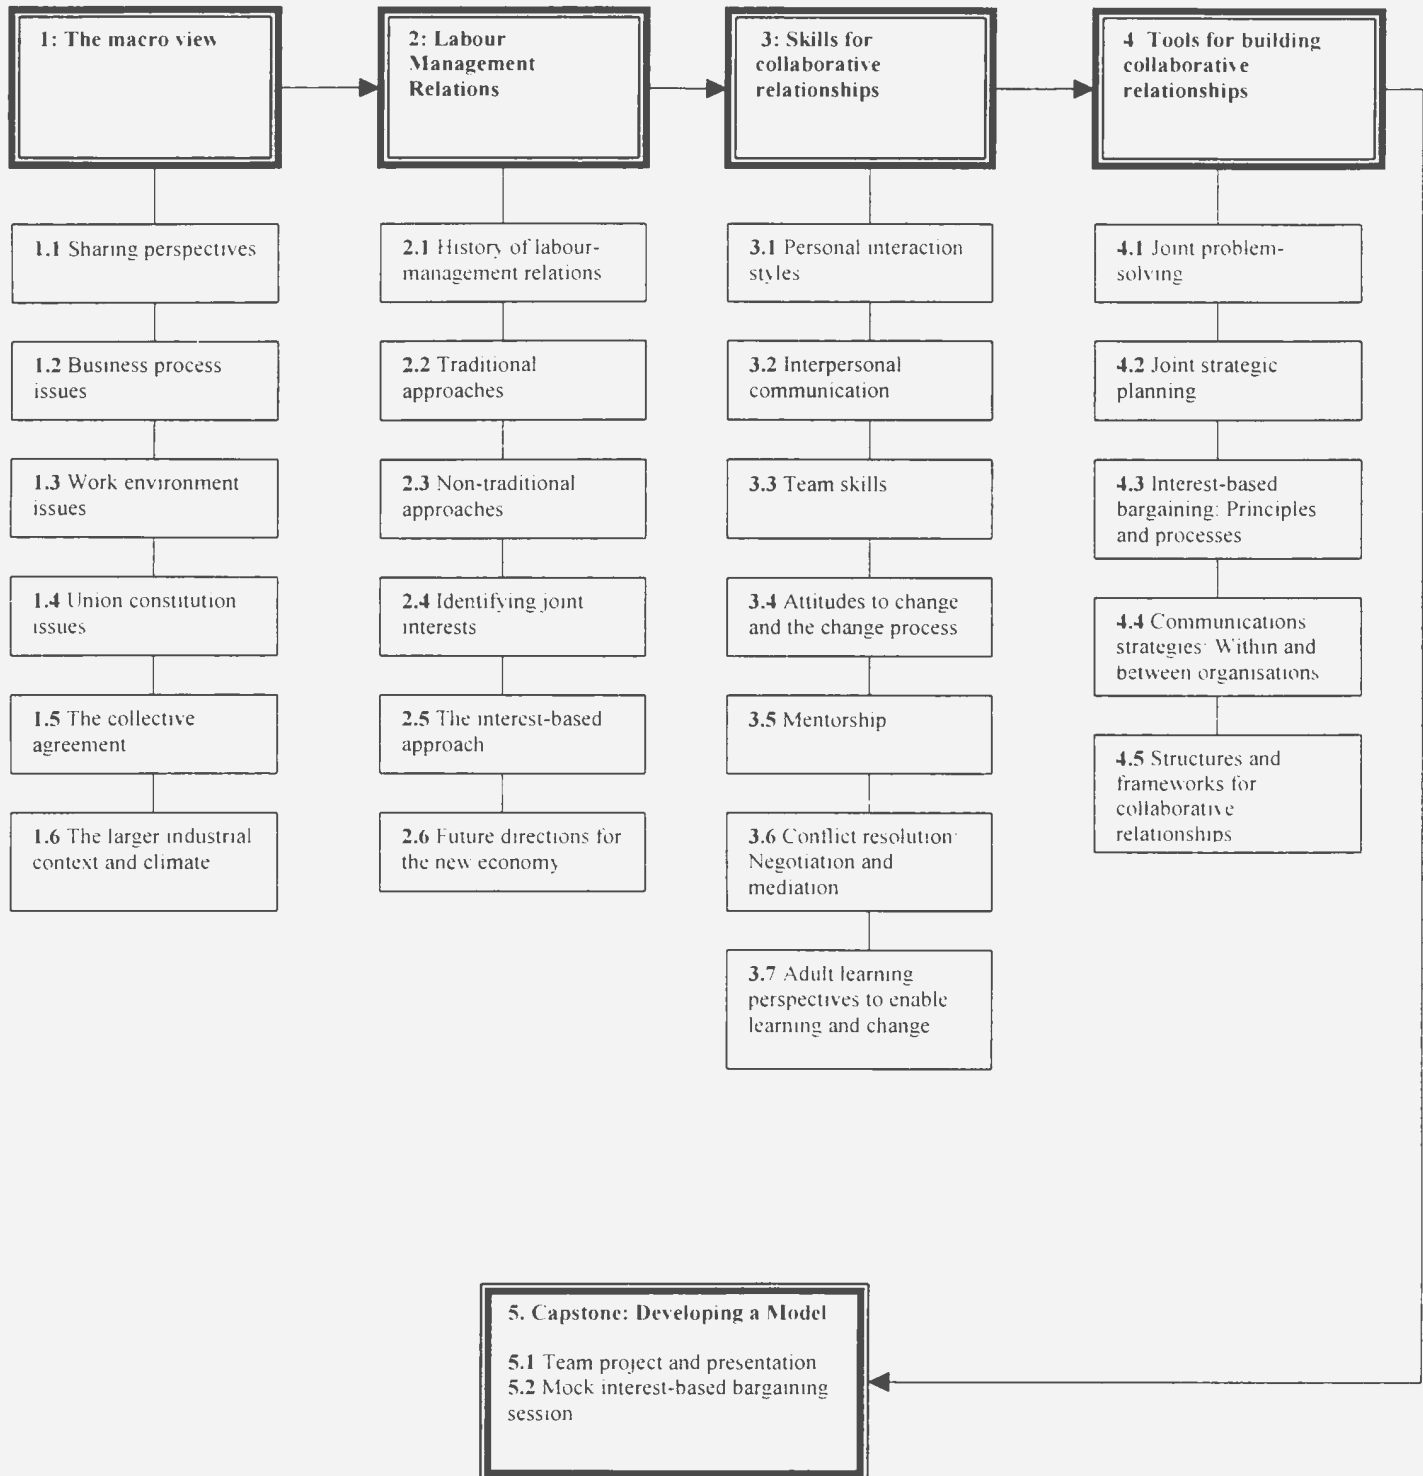 1: The macro view
2: Labour
Management
Relations
3: Skills for
collaborative
relationships
4 Tools for building
collaborative
relationships
1.1 Sharing perspectives
1.2 Business process
issues
1.3 Work environment
issues
1.4 Union constitution
issues
1.5 The collective
agreement
1.6 The larger industrial
context and climate
2.1 History of labour-
management relations
2.2 Traditional
approaches
2.3 Non-traditional
approaches
2.4 Identifying joint
interests
2.5 The interest-based
approach
2.6 Future directions for
the new economy
3.1 Personal interaction
styles
3.2 Interpersonal
communication
3.3 Team skills
3.4 Attitudes to change
and the change process
3.5 Mentorship
3.6 Conflict resolution:
Negotiation and
mediation
3.7 Adult learning
perspectives to enable
learning and change
4.1 Joint problem-
solving
4.2 Joint strategic
planning
4.3 Interest-based
bargaining: Principles
and processes
4.4 Communications
strategies: Within and
between organisations
4.5 Structures and
frameworks for
collaborative
relationships
5. Capstone: Developing a Model
5.1 Team project and presentation
5.2 Mock interest-based bargaining
session